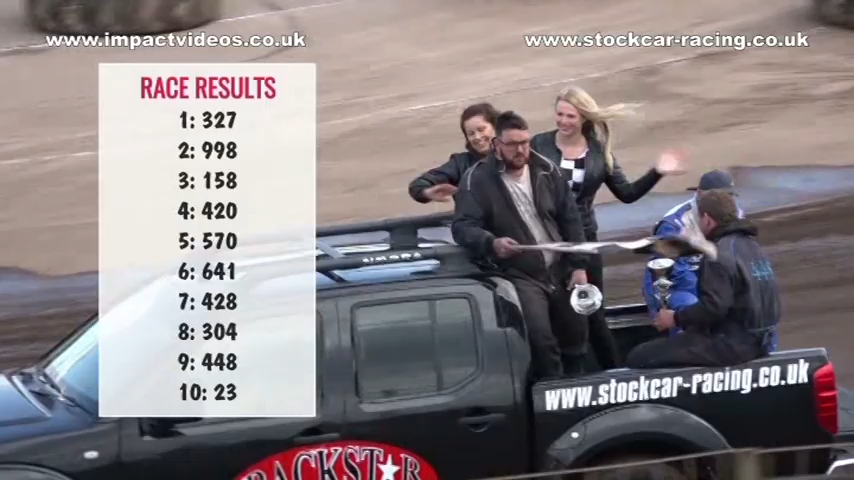 www.impactvideos.co.uk
www.stockcar-racing.co.uk
RACE RESULTS
1: 327
2: 998
3: 158
4: 420
5: 570
6: 641
7: 428
8: 304
9: 448
10: 23
www.stockcar-racing.co.uk
BACKSTAR